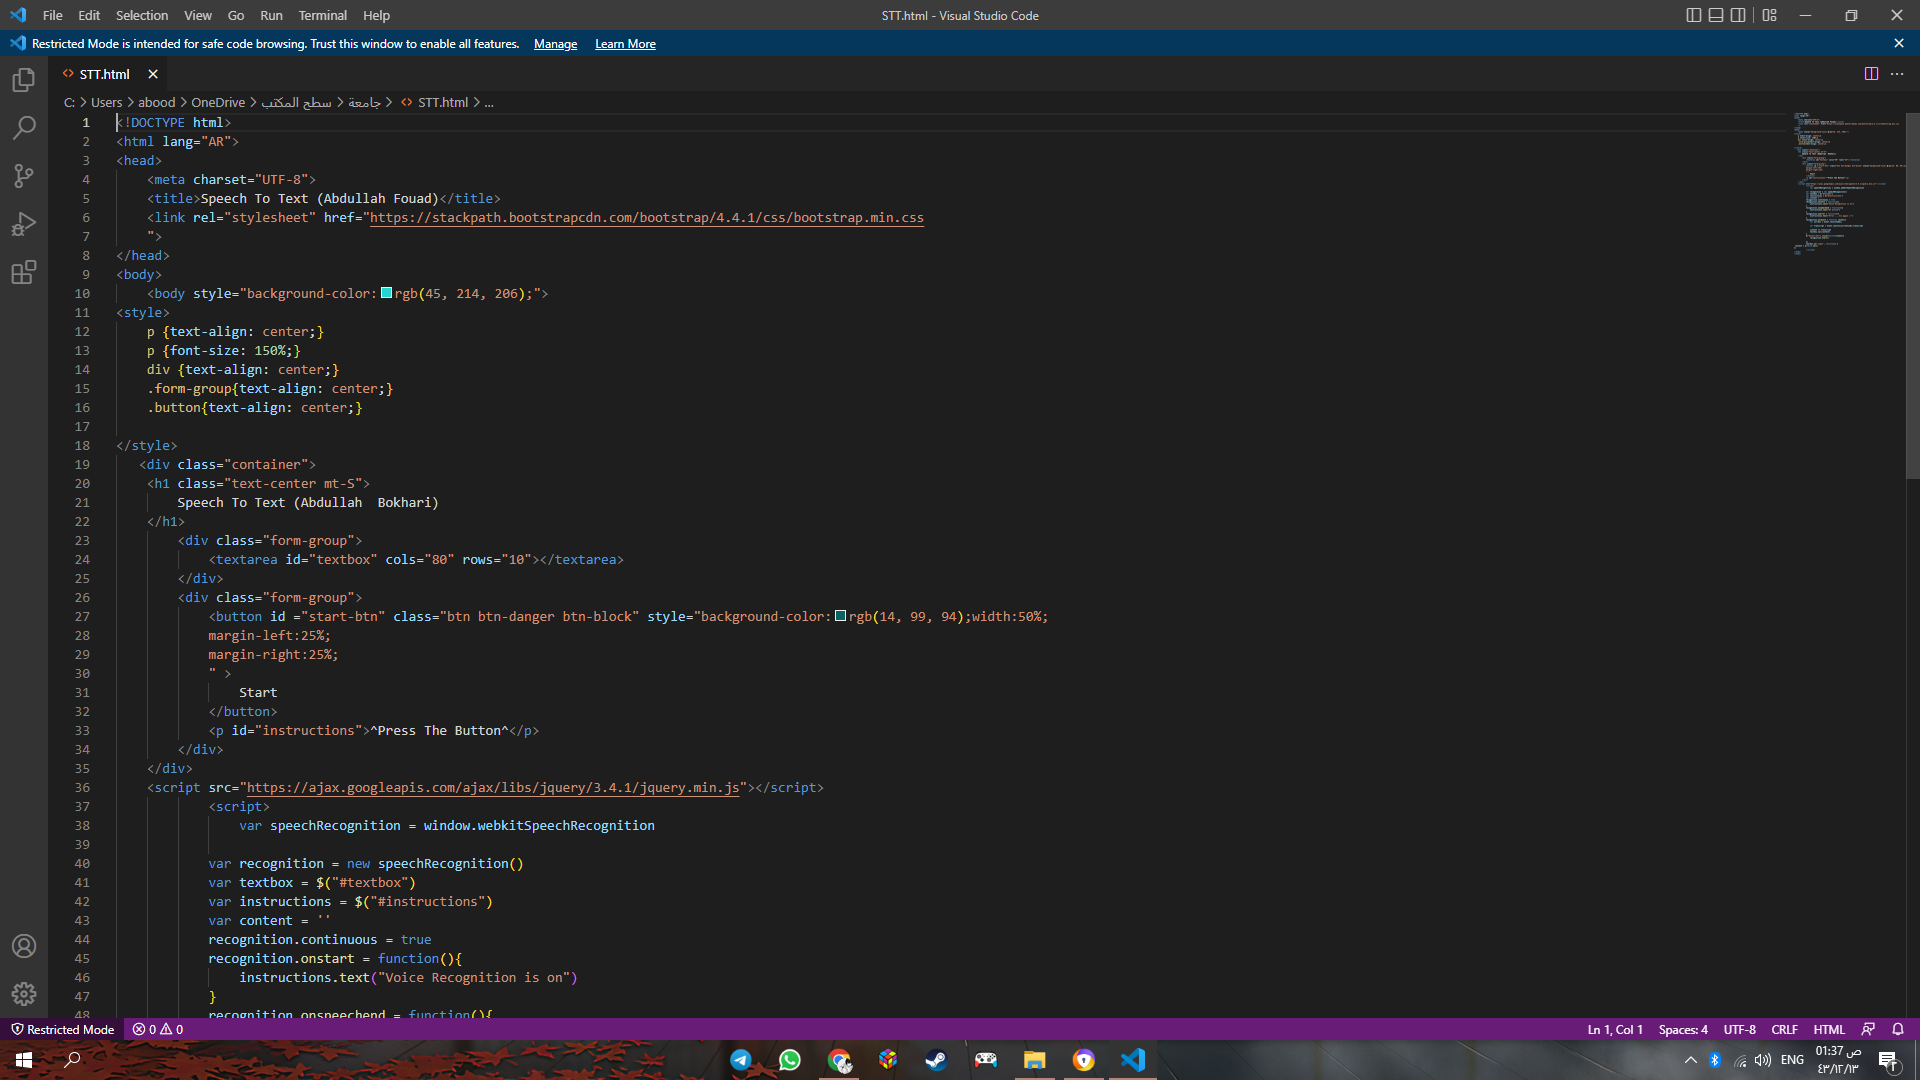 File Edit Selection View Go Run Terminal Help
STT.html - Visual Studio Code
Restricted Mode is intended for safe code browsing. Trust this window to enable all features. Manage Learn More
STT.html
C: > Users > abood > OneDrive > سطح المكتب > جامعة > <> STT.html > ...
1 <!DOCTYPE html>
2 <html lang="AR">
3 <head>
4 <meta charset="UTF-8">
5 <title>Speech To Text (Abdullah Fouad)</title>
6 <link rel="stylesheet" href="https://stackpath.bootstrapcdn.com/bootstrap/4.4.1/css/bootstrap.min.css
7 ">
8 </head>
9 <body>
10 <body style="background-color:rgb(45, 214, 206);">
11 <style>
12 p {text-align: center;}
13 p {font-size: 150%;}
14 div {text-align: center;}
15 .form-group{text-align: center;}
16 .button{text-align: center;}
17
18 </style>
19 <div class="container">
20 <h1 class="text-center mt-S">
21 Speech To Text (Abdullah  Bokhari)
22 </h1>
23 <div class="form-group">
24 <textarea id="textbox" cols="80" rows="10"></textarea>
25 </div>
26 <div class="form-group">
27 <button id ="start-btn" class="btn btn-danger btn-block" style="background-color:rgb(14, 99, 94);width:50%;
28 margin-left:25%;
29 margin-right:25%;
30 " >
31 Start
32 </button>
33 <p id="instructions">^Press The Button^</p>
34 </div>
35 </div>
36 <script src="https://ajax.googleapis.com/ajax/libs/jquery/3.4.1/jquery.min.js"></script>
37 <script>
38 var speechRecognition = window.webkitSpeechRecognition
39
40 var recognition = new speechRecognition()
41 var textbox = $("#textbox")
42 var instructions = $("#instructions")
43 var content = ''
44 recognition.continuous = true
45 recognition.onstart = function(){
46 instructions.text("Voice Recognition is on")
47 }
48 recognition.onspeechend = function(){
Restricted Mode 0 0
Ln 1, Col 1 Spaces: 4 UTF-8 CRLF HTML
ENG
01:37 ص
٤٣/١٢/١٣